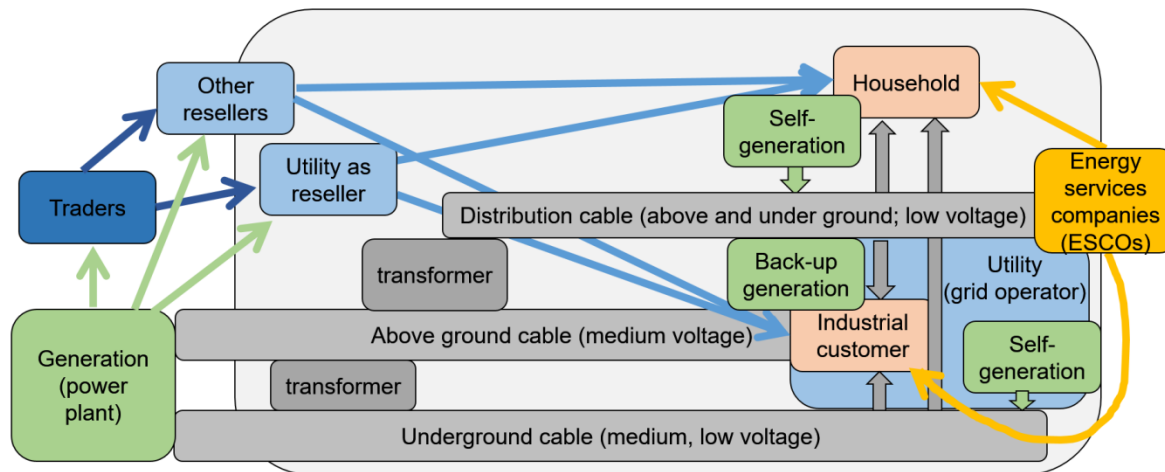 Other
resellers
Household
Self-
generation
Utility as
reseller
Energy
services
companies
(ESCOs)
Traders
Distribution cable (above and under ground; low voltage)
transformer
Back-up
generation
Utility
(grid operator)
Generation
(power
plant)
Above ground cable (medium voltage)
Industrial
customer
Self-
generation
transformer
Underground cable (medium, low voltage)